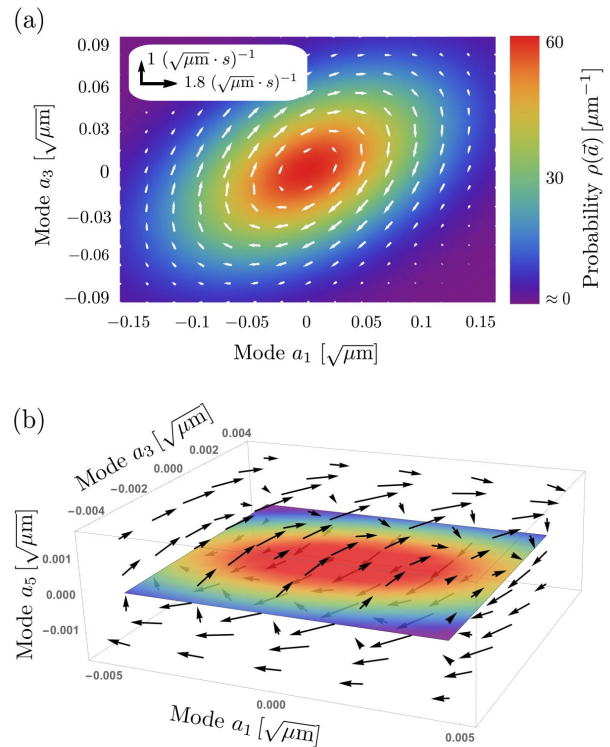 (a)
0.09
0.06
0.03
0
−0.03
−0.06
−0.09
Mode a₃ [√μm]
1 (√μm · s)⁻¹
1.8 (√μm · s)⁻¹
−0.15 −0.1 −0.05 0 0.05 0.1 0.15
Mode a₁ [√μm]
60
30
≈ 0
Probability ρ(a⃗) [μm⁻¹]
(b)
Mode a₃ [√μm]
0.004
0.002
0.000
−0.002
−0.004
Mode a₅ [√μm]
0.001
0.000
−0.001
−0.005 0.000 0.005
Mode a₁ [√μm]